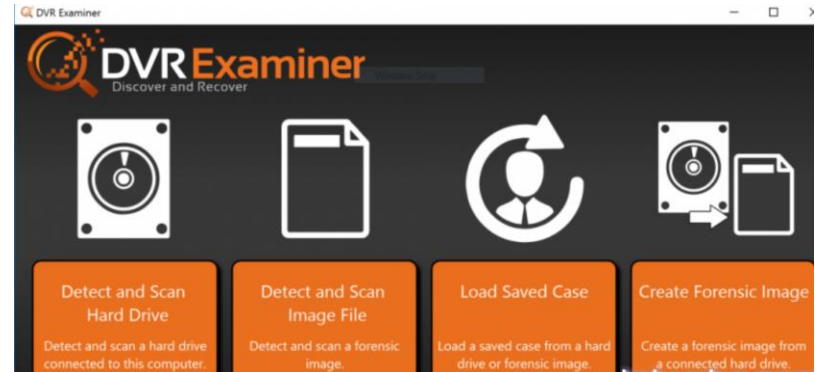 DVR Examiner
DVR Examiner
Discover and Recover
Window Snip
Detect and Scan
Hard Drive
Detect and scan a hard drive
connected to this computer.
Detect and Scan
Image File
Detect and scan a forensic
image.
Load Saved Case
Load a saved case from a hard
drive or forensic image.
Create Forensic Image
Create a forensic image from
a connected hard drive.